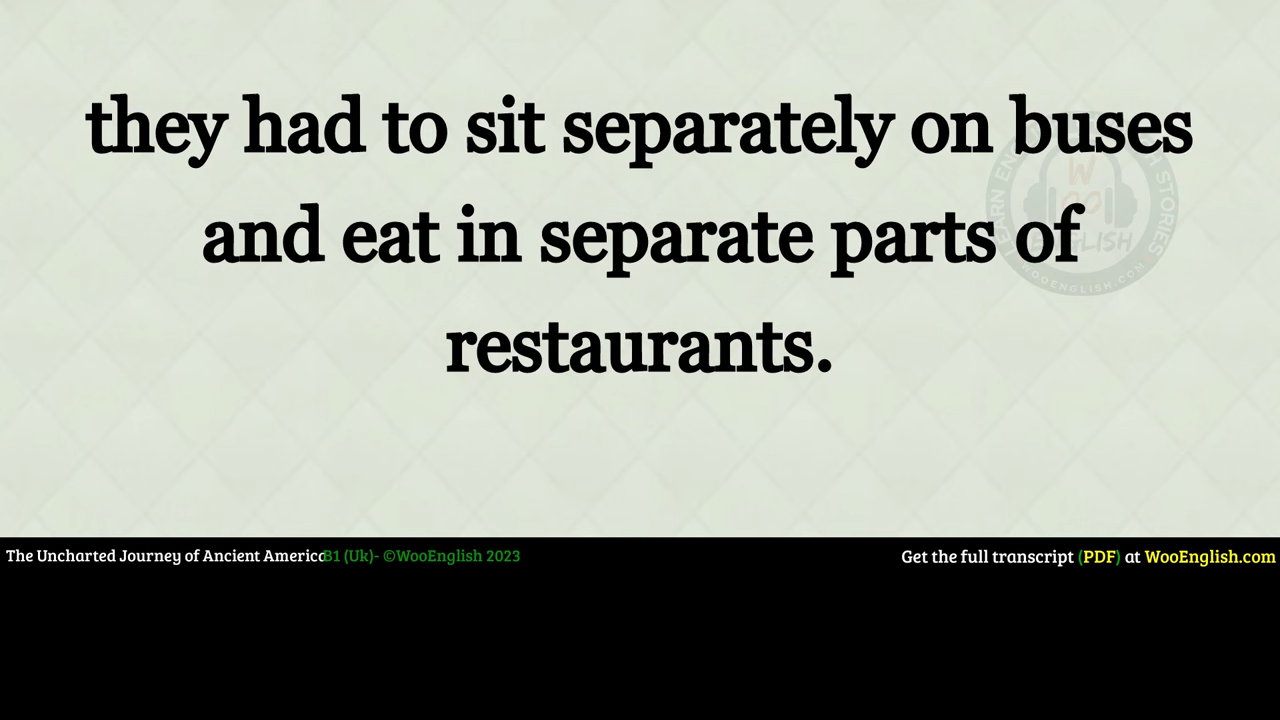 they had to sit separately on buses
and eat in separate parts of
restaurants.
The Uncharted Journey of Ancient America B1 (Uk)- ©WooEnglish 2023
Get the full transcript (PDF) at WooEnglish.com